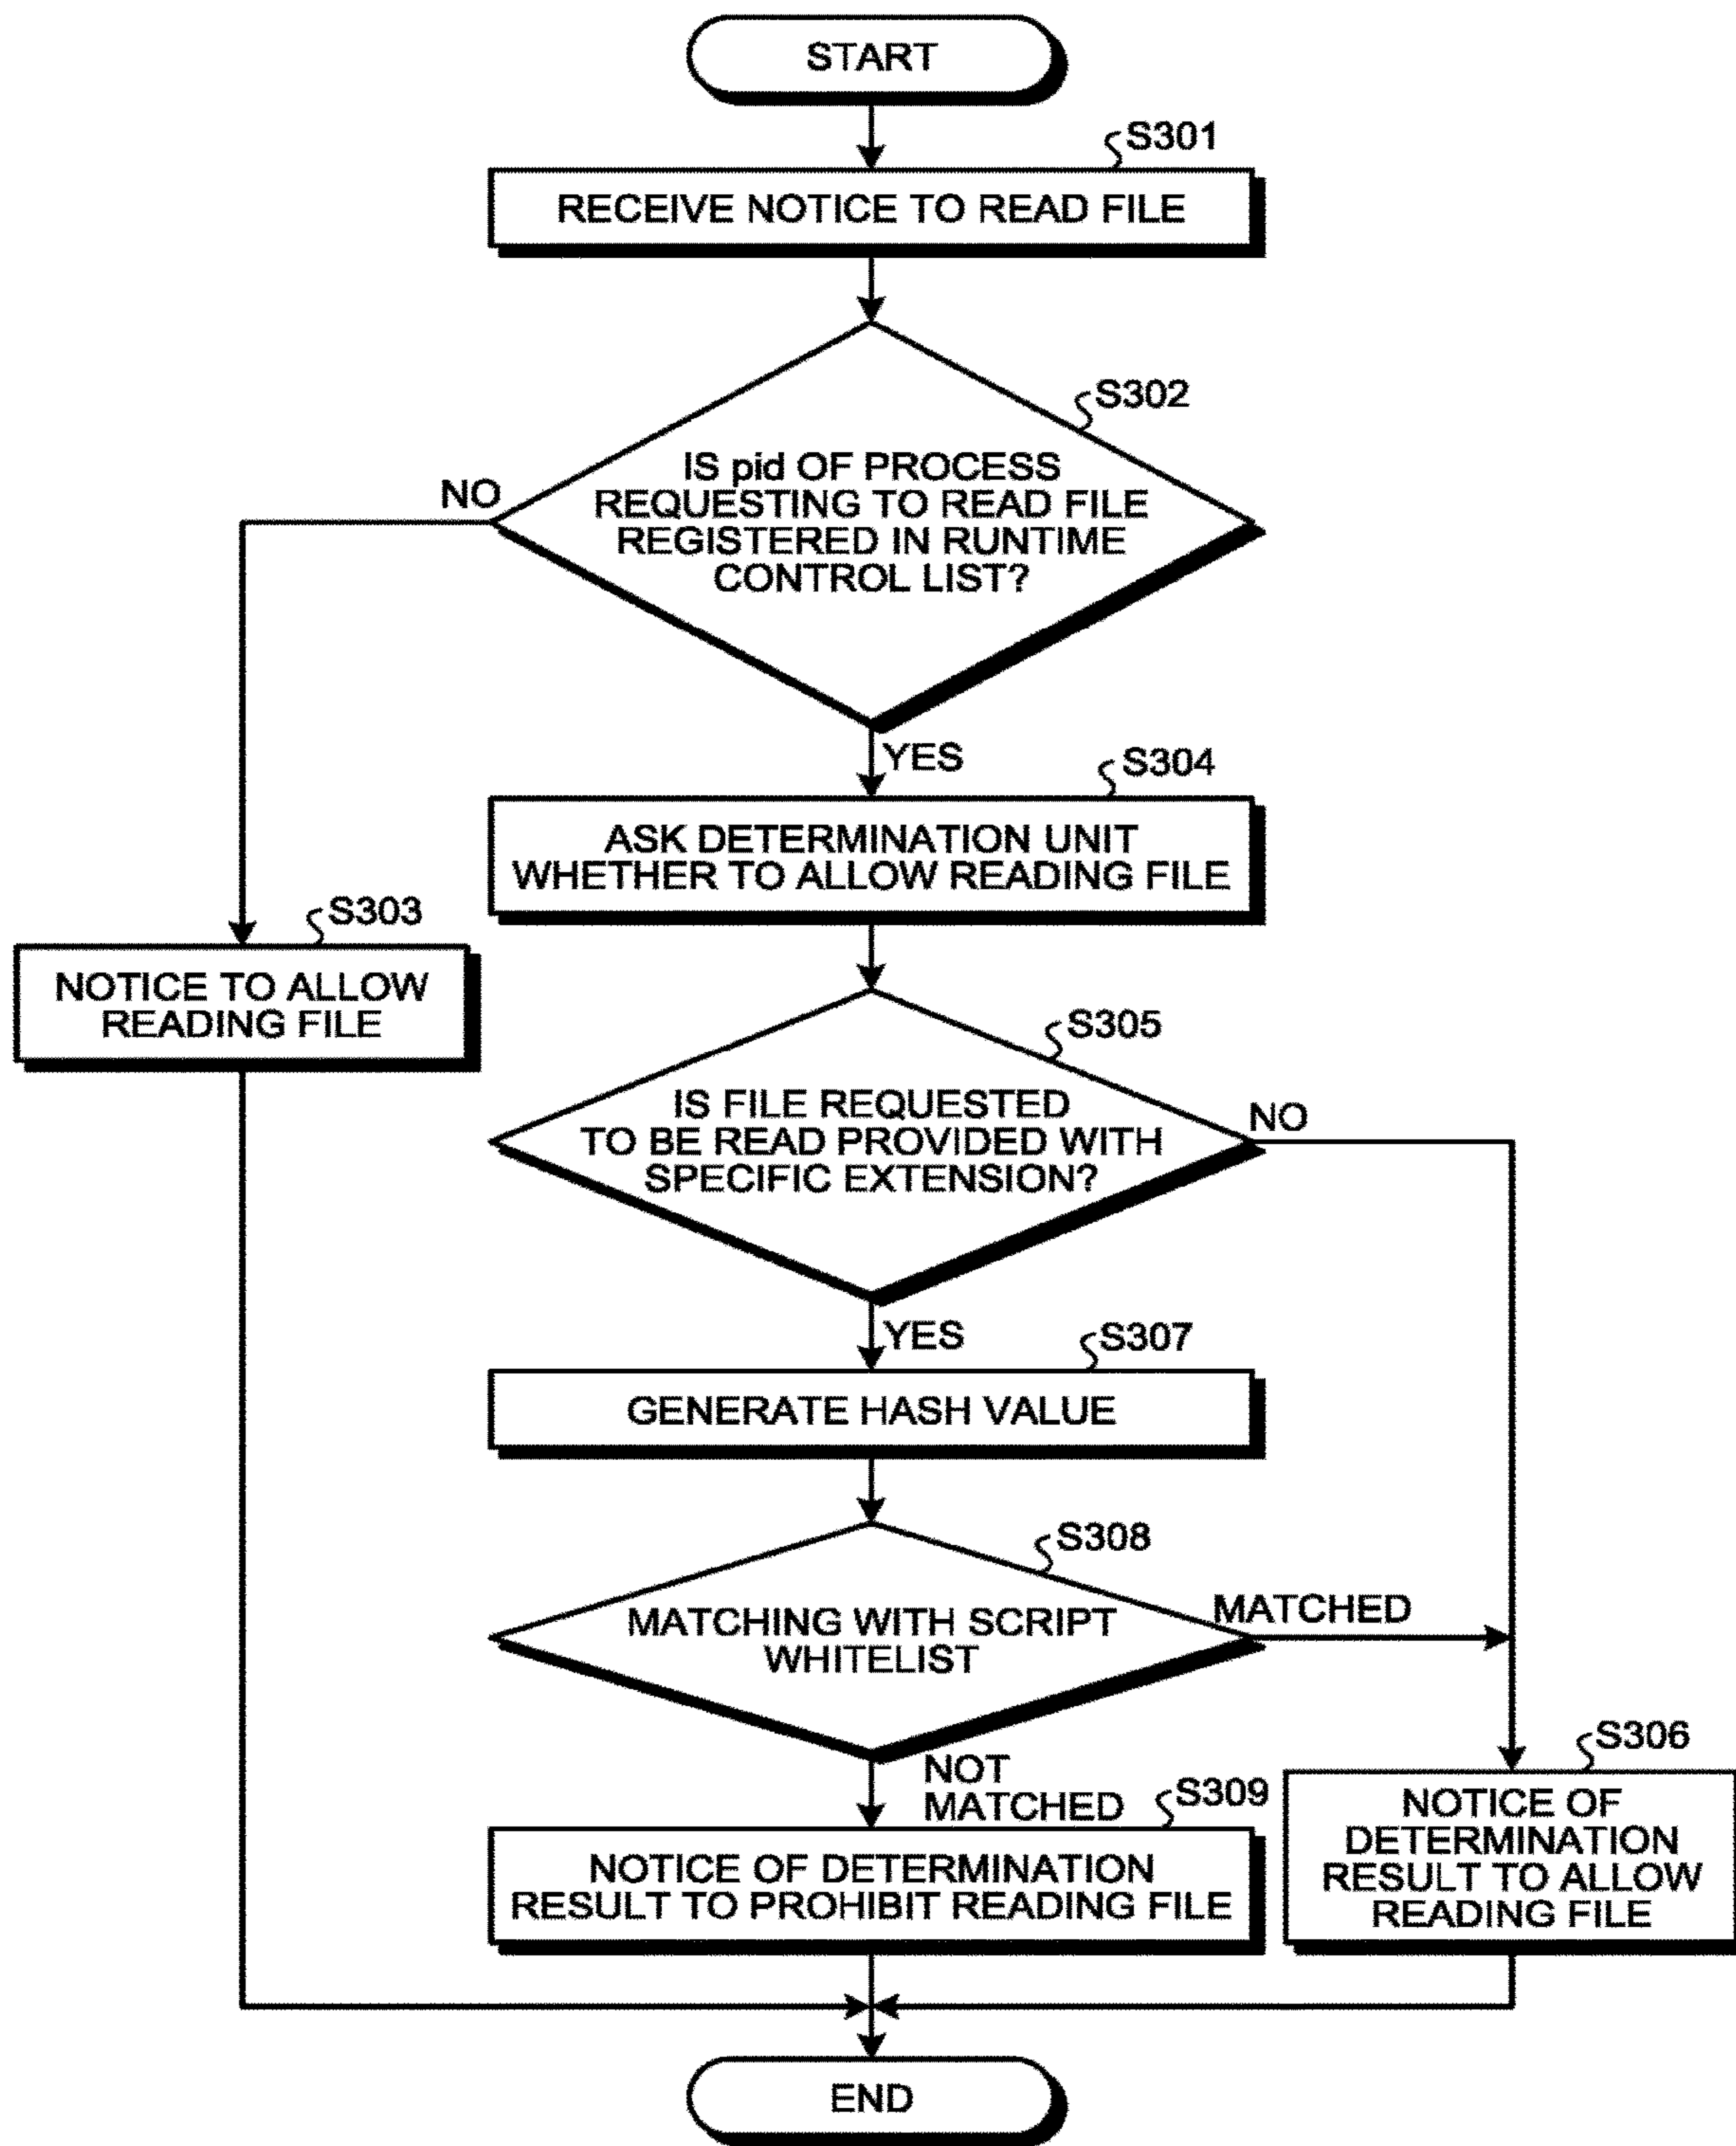 START
S301
RECEIVE NOTICE TO READ FILE
S302
IS pid OF PROCESS
REQUESTING TO READ FILE
REGISTERED IN RUNTIME
CONTROL LIST?
NO
YES
S304
ASK DETERMINATION UNIT
WHETHER TO ALLOW READING FILE
S303
NOTICE TO ALLOW
READING FILE
S305
IS FILE REQUESTED
TO BE READ PROVIDED WITH
SPECIFIC EXTENSION?
NO
YES
S307
GENERATE HASH VALUE
S308
MATCHING WITH SCRIPT
WHITELIST
MATCHED
NOT
MATCHED
S306
NOTICE OF
DETERMINATION
RESULT TO ALLOW
READING FILE
S309
NOTICE OF DETERMINATION
RESULT TO PROHIBIT READING FILE
END